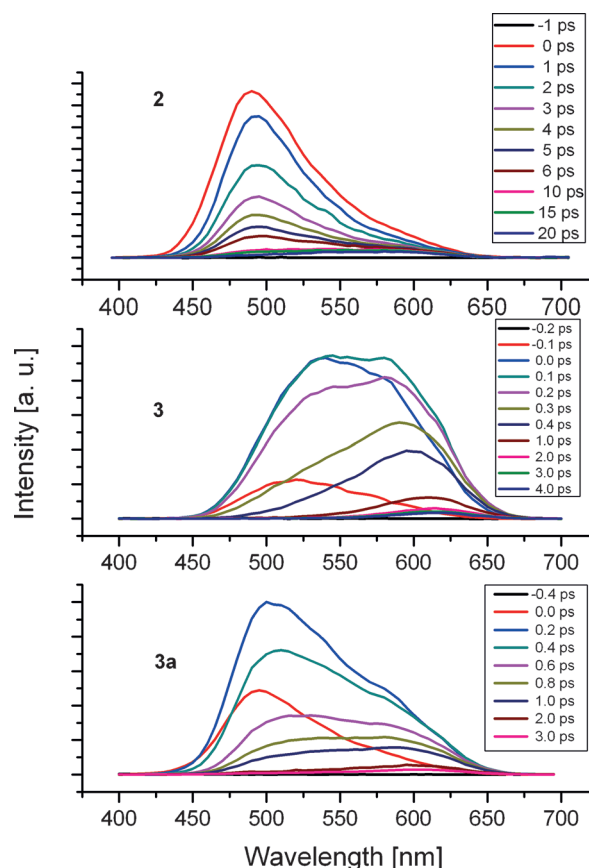 2
-1 ps
0 ps
1 ps
2 ps
3 ps
4 ps
5 ps
6 ps
10 ps
15 ps
20 ps
400 450 500 550 600 650 700
3
-0.2 ps
-0.1 ps
0.0 ps
0.1 ps
0.2 ps
0.3 ps
0.4 ps
1.0 ps
2.0 ps
3.0 ps
4.0 ps
400 450 500 550 600 650 700
Intensity [a. u.]
3a
-0.4 ps
0.0 ps
0.2 ps
0.4 ps
0.6 ps
0.8 ps
1.0 ps
2.0 ps
3.0 ps
400 450 500 550 600 650 700
Wavelength [nm]